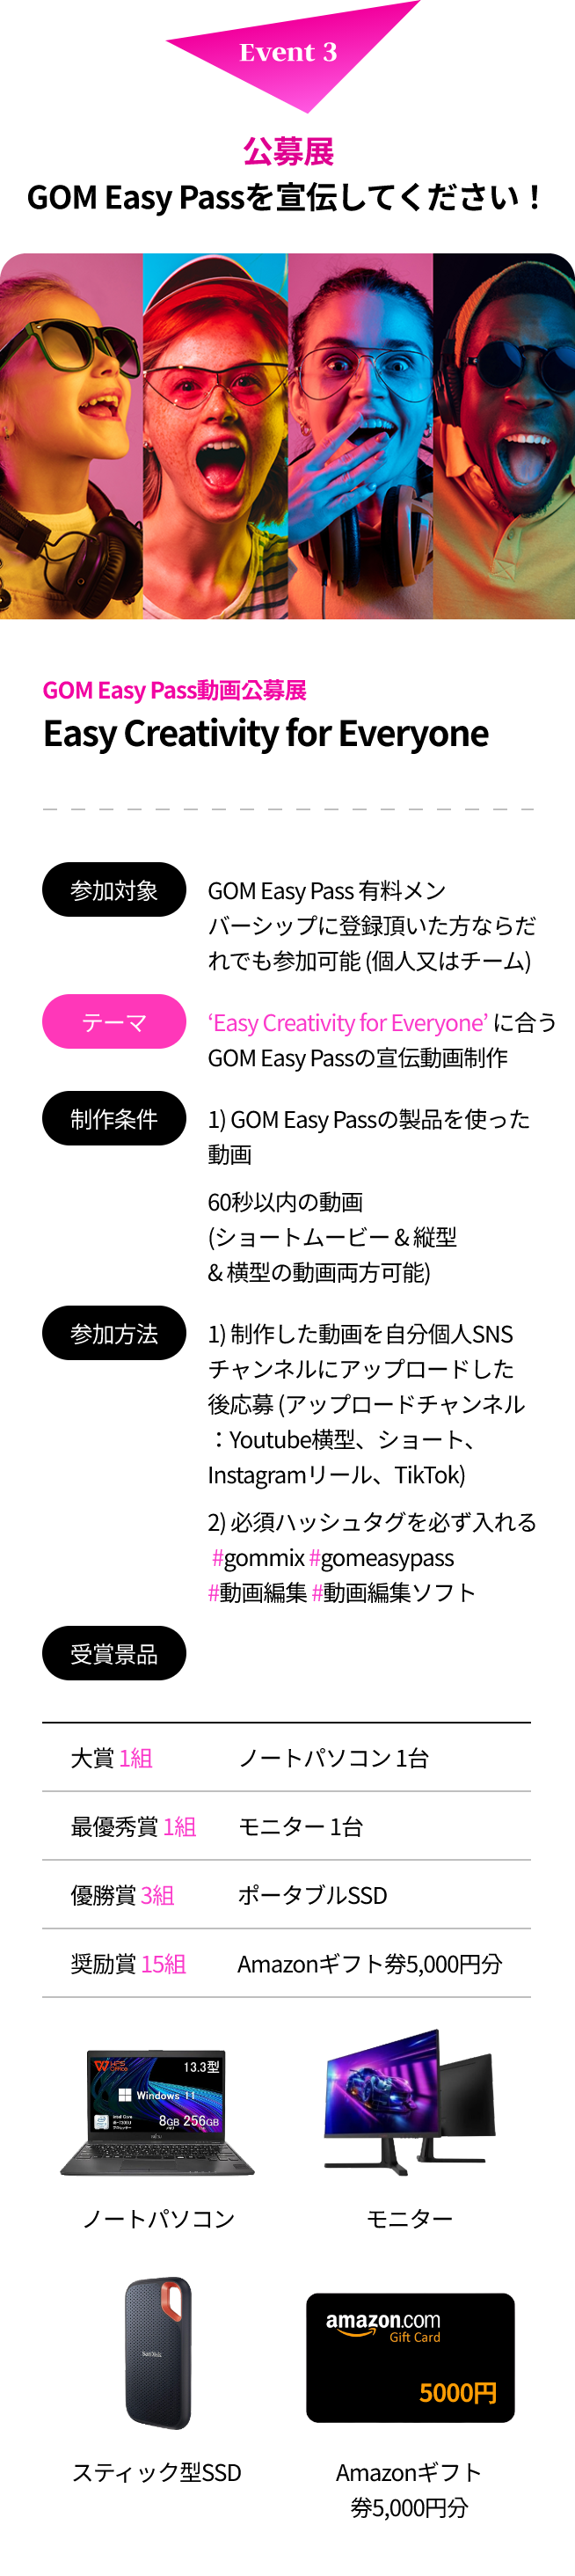 Event 3
公募展
GOM Easy Passを宣伝してください！
GOM Easy Pass動画公募展
Easy Creativity for Everyone
参加対象
GOM Easy Pass 有料メン
バーシップに登録頂いた方ならだ
れでも参加可能 (個人又はチーム)
テーマ
‘Easy Creativity for Everyone’ に合う
GOM Easy Passの宣伝動画制作
制作条件
1) GOM Easy Passの製品を使った
動画
60秒以内の動画
(ショートムービー & 縦型
& 横型の動画両方可能)
参加方法
1) 制作した動画を自分個人SNS
チャンネルにアップロードした
後応募 (アップロードチャンネル
：Youtube横型、ショート、
Instagramリール、TikTok)
2) 必須ハッシュタグを必ず入れる
#gommix #gomeasypass
#動画編集 #動画編集ソフト
受賞景品
大賞 1組 ノートパソコン 1台
最優秀賞 1組 モニター 1台
優勝賞 3組 ポータブルSSD
奨励賞 15組 Amazonギフト券5,000円分
WPS Office
13.3型
Windows 11
8GB 256GB
ノートパソコン
モニター
SanDisk
amazon.com
Gift Card
5000円
スティック型SSD
Amazonギフト
券5,000円分